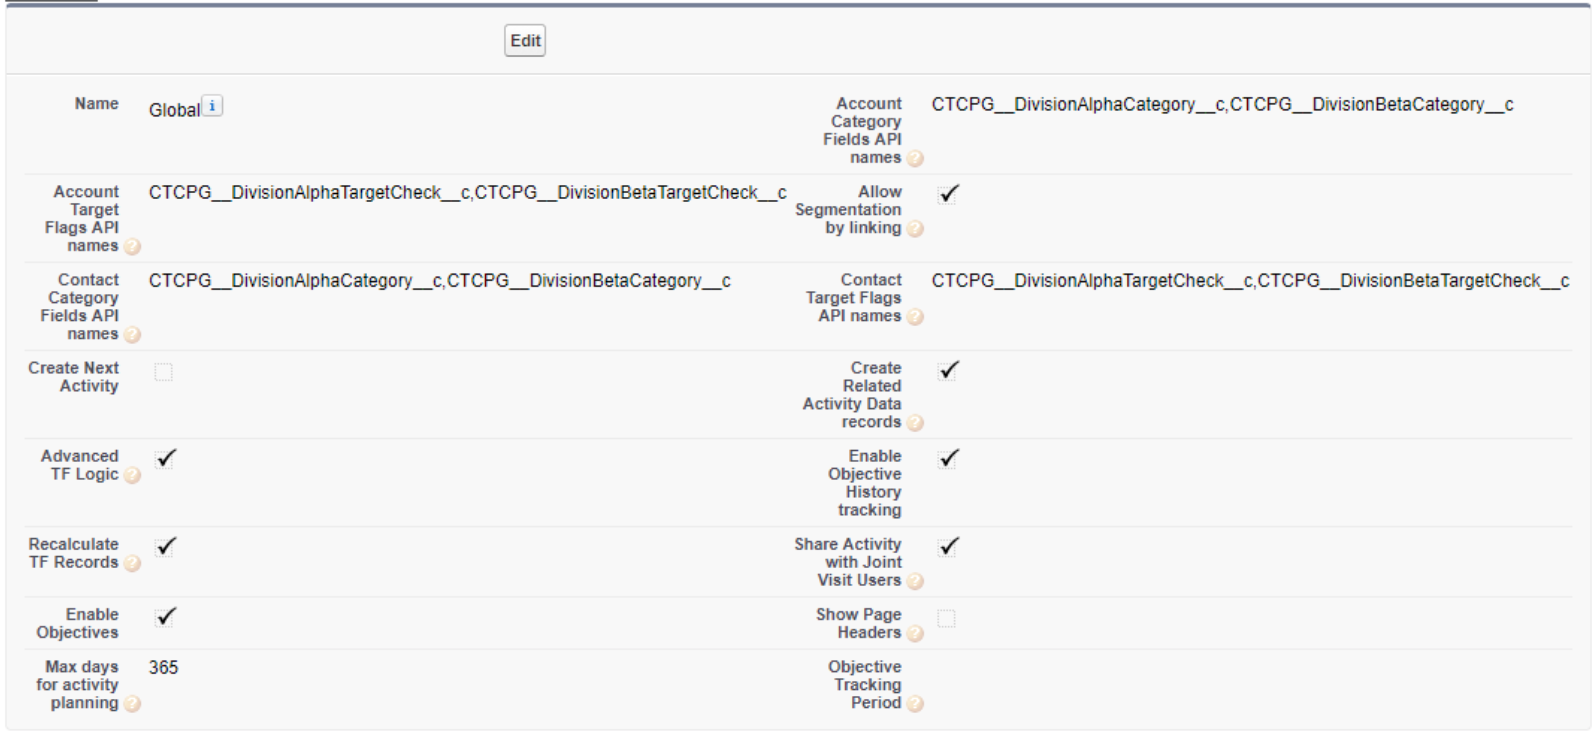 Edit
Name
Global
Account
Category
Fields API
names
CTCPG__DivisionAlphaCategory__c,CTCPG__DivisionBetaCategory__c
Account
Target
Flags API
names
CTCPG__DivisionAlphaTargetCheck__c,CTCPG__DivisionBetaTargetCheck__c
Allow
Segmentation
by linking
Contact
Category
Fields API
names
CTCPG__DivisionAlphaCategory__c,CTCPG__DivisionBetaCategory__c
Contact
Target Flags
API names
CTCPG__DivisionAlphaTargetCheck__c,CTCPG__DivisionBetaTargetCheck__c
Create Next
Activity
Create
Related
Activity Data
records
Advanced
TF Logic
Enable
Objective
History
tracking
Recalculate
TF Records
Share Activity
with Joint
Visit Users
Enable
Objectives
Show Page
Headers
Max days
for activity
planning
365
Objective
Tracking
Period